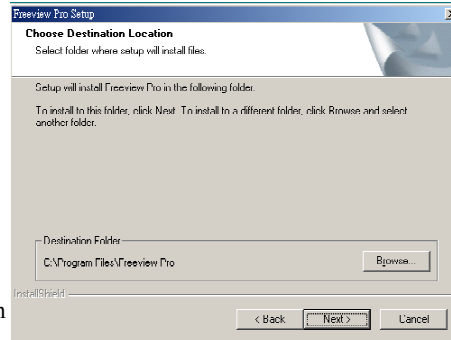 Freeview Pro Setup
Choose Destination Location
Select folder where setup will install files.
Setup will install Freeview Pro in the following folder.
To install to this folder, click Next. To install to a different folder, click Browse and select
another folder.
Destination Folder
C:\Program Files\Freeview Pro
Browse...
InstallShield
< Back
Next >
Cancel